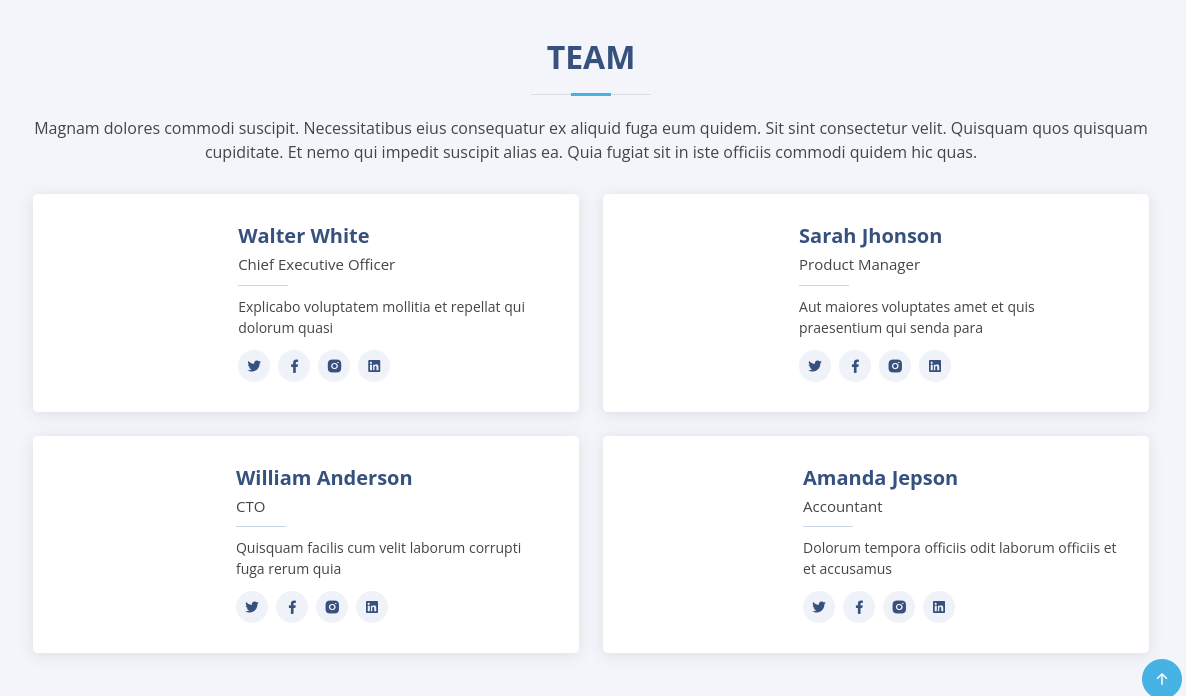 TEAM
Magnam dolores commodi suscipit. Necessitatibus eius consequatur ex aliquid fuga eum quidem. Sit sint consectetur velit. Quisquam quos quisquam
cupiditate. Et nemo qui impedit suscipit alias ea. Quia fugiat sit in iste officiis commodi quidem hic quas.
Walter White
Chief Executive Officer
Explicabo voluptatem mollitia et repellat qui
dolorum quasi
Sarah Jhonson
Product Manager
Aut maiores voluptates amet et quis
praesentium qui senda para
William Anderson
CTO
Quisquam facilis cum velit laborum corrupti
fuga rerum quia
Amanda Jepson
Accountant
Dolorum tempora officiis odit laborum officiis et
et accusamus